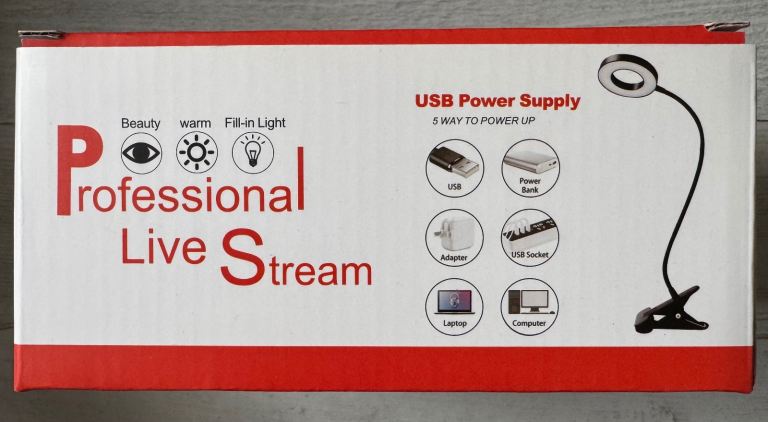 Beauty warm Fill-in Light
Professional
Live Stream
USB Power Supply
5 WAY TO POWER UP
USB
Power
Bank
Adapter
USB Socket
Laptop
Computer